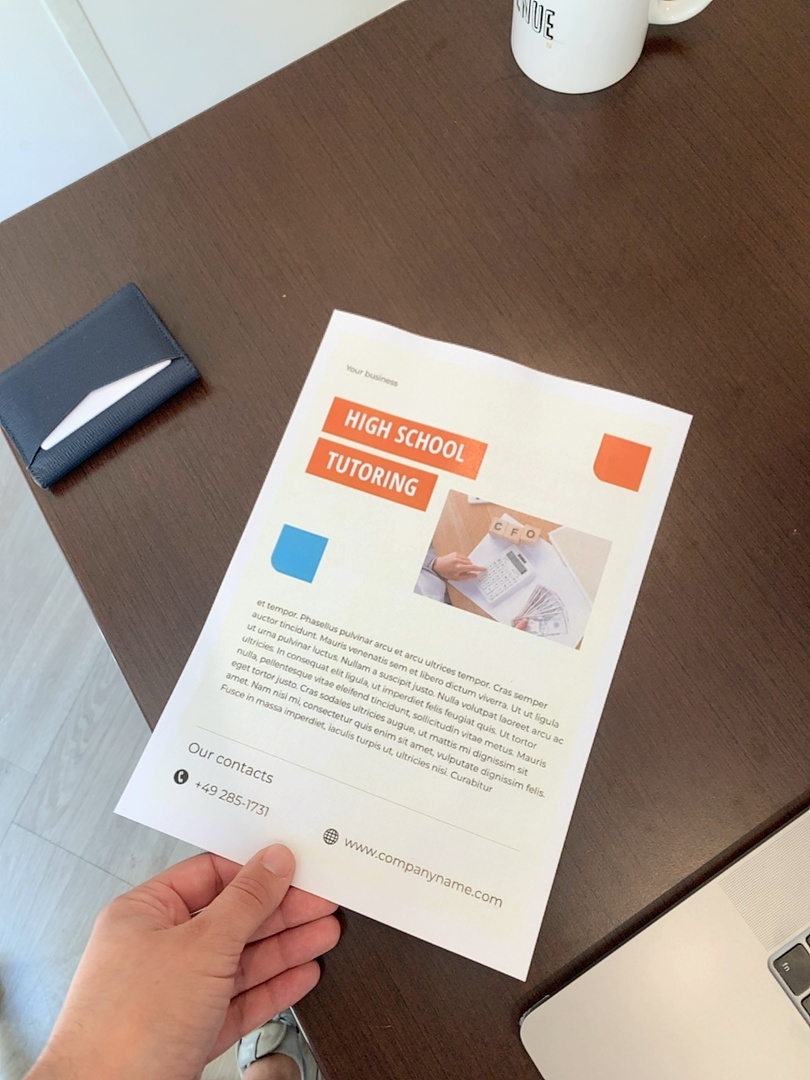 Your business
HIGH SCHOOL
TUTORING
C F O
et tempor. Phasellus pulvinar arcu et arcu ultrices tempor. Cras semper
auctor tincidunt. Mauris venenatis sem et libero dictum viverra. Ut ut ligula
ut urna pulvinar luctus. Nullam a suscipit justo. Nulla volutpat laoreet arcu ac
ultricies. In consequat elit ligula, ut imperdiet felis feugiat quis. Ut tortor
nulla, pellentesque vitae eleifend tincidunt, sollicitudin vitae metus. Mauris
eget tortor justo. Cras sodales ultricies augue, ut mattis mi dignissim sit
amet. Nam nisi mi, consectetur quis enim sit amet, vulputate dignissim felis.
Fusce in massa imperdiet, iaculis turpis ut, ultricies nisi. Curabitur
Our contacts
+49 285-1731
www.companyname.com
fn